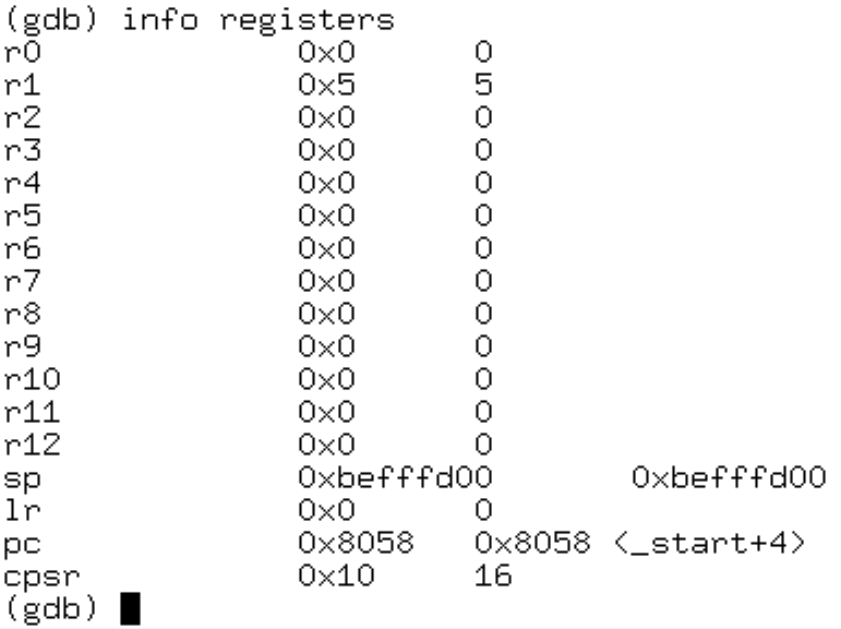 (gdb) info registers
r0 0x0 0
r1 0x5 5
r2 0x0 0
r3 0x0 0
r4 0x0 0
r5 0x0 0
r6 0x0 0
r7 0x0 0
r8 0x0 0
r9 0x0 0
r10 0x0 0
r11 0x0 0
r12 0x0 0
sp 0xbefffd00 0xbefffd00
lr 0x0 0
pc 0x8058 0x8058 <_start+4>
cpsr 0x10 16
(gdb)